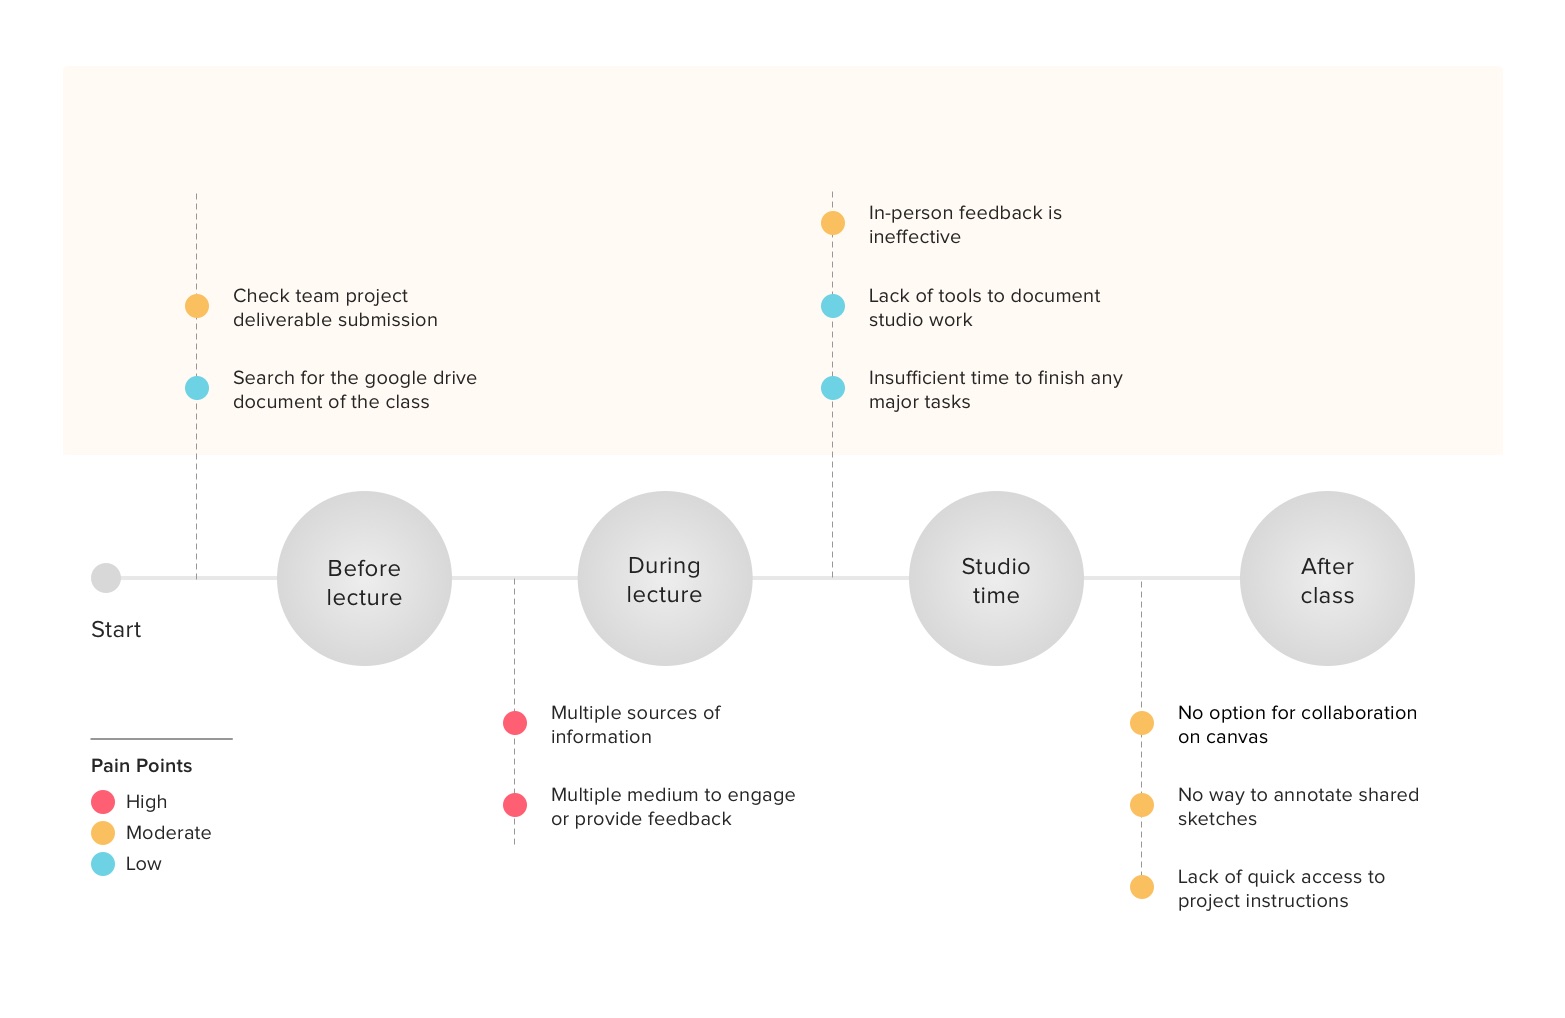 In-person feedback is
ineffective
Check team project
deliverable submission
Lack of tools to document
studio work
Search for the google drive
document of the class
Insufficient time to finish any
major tasks
Before
lecture
During
lecture
Studio
time
After
class
Start
Multiple sources of
information
No option for collaboration
on canvas
Pain Points
High
Moderate
Low
Multiple medium to engage
or provide feedback
No way to annotate shared
sketches
Lack of quick access to
project instructions